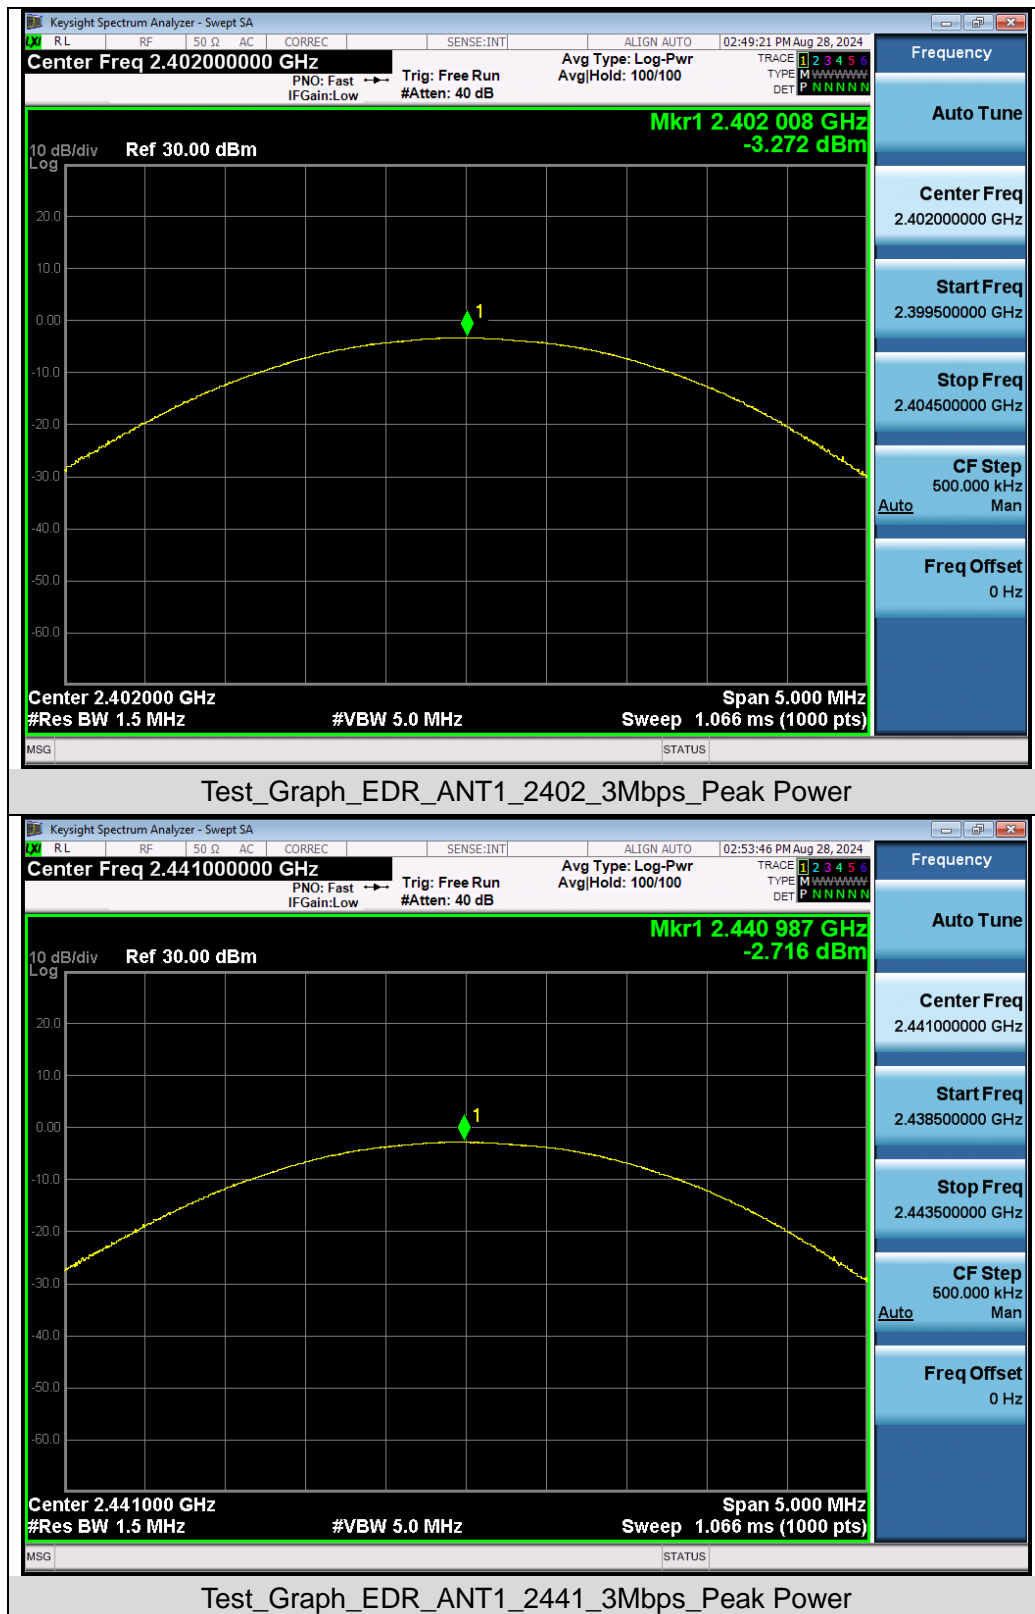 Keysight Spectrum Analyzer - Swept SA
LXI RL RF 50 Ω AC CORREC SENSE:INT ALIGN AUTO 02:49:21 PM Aug 28, 2024
Center Freq 2.402000000 GHz
PNO: Fast
IFGain:Low
Trig: Free Run
#Atten: 40 dB
Avg Type: Log-Pwr
Avg|Hold: 100/100
TRACE 1 2 3 4 5 6
TYPE M WWWWW
DET P N N N N N
Mkr1 2.402 008 GHz
-3.272 dBm
10 dB/div Ref 30.00 dBm
Log
20.0
10.0
0.00
1
-10.0
-20.0
-30.0
-40.0
-50.0
-60.0
Center 2.402000 GHz Span 5.000 MHz
#Res BW 1.5 MHz #VBW 5.0 MHz Sweep 1.066 ms (1000 pts)
MSG STATUS
Frequency
Auto Tune
Center Freq
2.402000000 GHz
Start Freq
2.399500000 GHz
Stop Freq
2.404500000 GHz
CF Step
500.000 kHz
Auto Man
Freq Offset
0 Hz
Test_Graph_EDR_ANT1_2402_3Mbps_Peak Power
Keysight Spectrum Analyzer - Swept SA
LXI RL RF 50 Ω AC CORREC SENSE:INT ALIGN AUTO 02:53:46 PM Aug 28, 2024
Center Freq 2.441000000 GHz
PNO: Fast
IFGain:Low
Trig: Free Run
#Atten: 40 dB
Avg Type: Log-Pwr
Avg|Hold: 100/100
TRACE 1 2 3 4 5 6
TYPE M WWWWW
DET P N N N N N
Mkr1 2.440 987 GHz
-2.716 dBm
10 dB/div Ref 30.00 dBm
Log
20.0
10.0
0.00
1
-10.0
-20.0
-30.0
-40.0
-50.0
-60.0
Center 2.441000 GHz Span 5.000 MHz
#Res BW 1.5 MHz #VBW 5.0 MHz Sweep 1.066 ms (1000 pts)
MSG STATUS
Frequency
Auto Tune
Center Freq
2.441000000 GHz
Start Freq
2.438500000 GHz
Stop Freq
2.443500000 GHz
CF Step
500.000 kHz
Auto Man
Freq Offset
0 Hz
Test_Graph_EDR_ANT1_2441_3Mbps_Peak Power